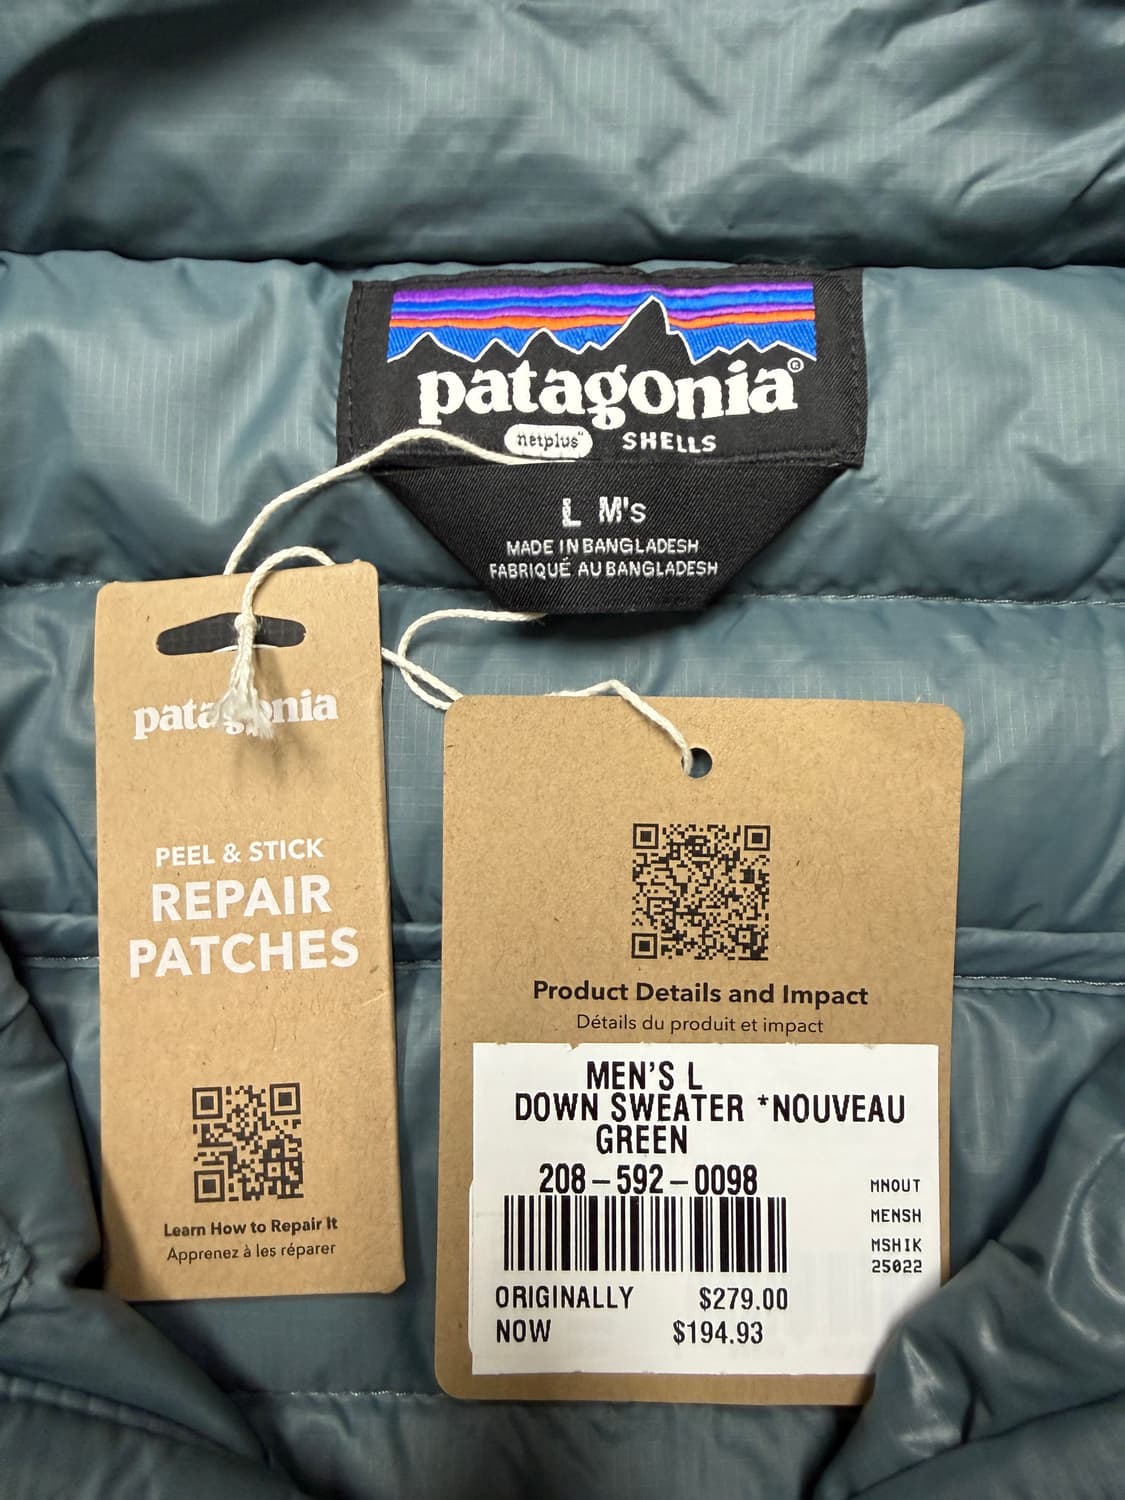 patagonia®
netplus® SHELLS
L M's
MADE IN BANGLADESH
FABRIQUÉ AU BANGLADESH
patagonia
PEEL & STICK
REPAIR
PATCHES
Learn How to Repair It
Apprenez à les réparer
Product Details and Impact
Détails du produit et impact
MEN'S L
DOWN SWEATER *NOUVEAU
GREEN
208-592-0098
MNOUT
MENSH
MSHIK
25022
ORIGINALLY $279.00
NOW $194.93